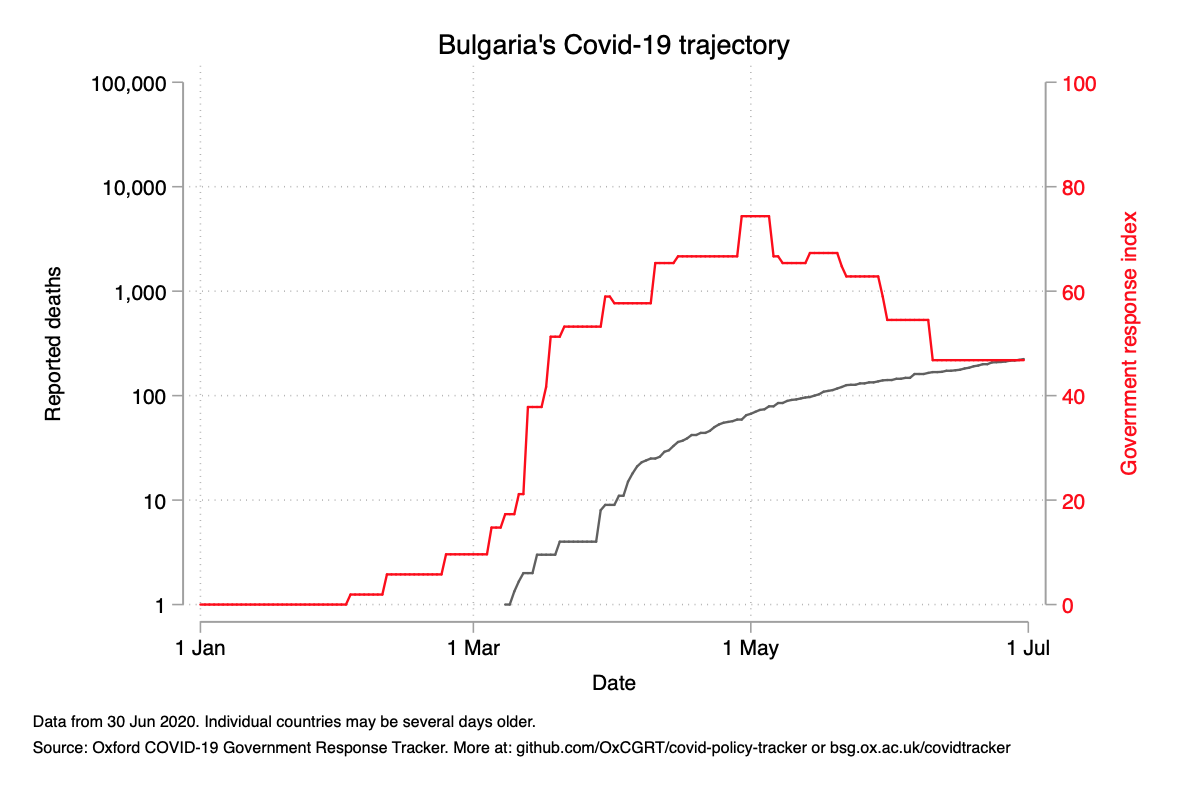 Bulgaria's Covid-19 trajectory
100,000
10,000
1,000
100
10
1
Reported deaths
100
80
60
40
20
0
Government response index
1 Jan
1 Mar
1 May
1 Jul
Date
Data from 30 Jun 2020. Individual countries may be several days older.
Source: Oxford COVID-19 Government Response Tracker. More at: github.com/OxCGRT/covid-policy-tracker or bsg.ox.ac.uk/covidtracker